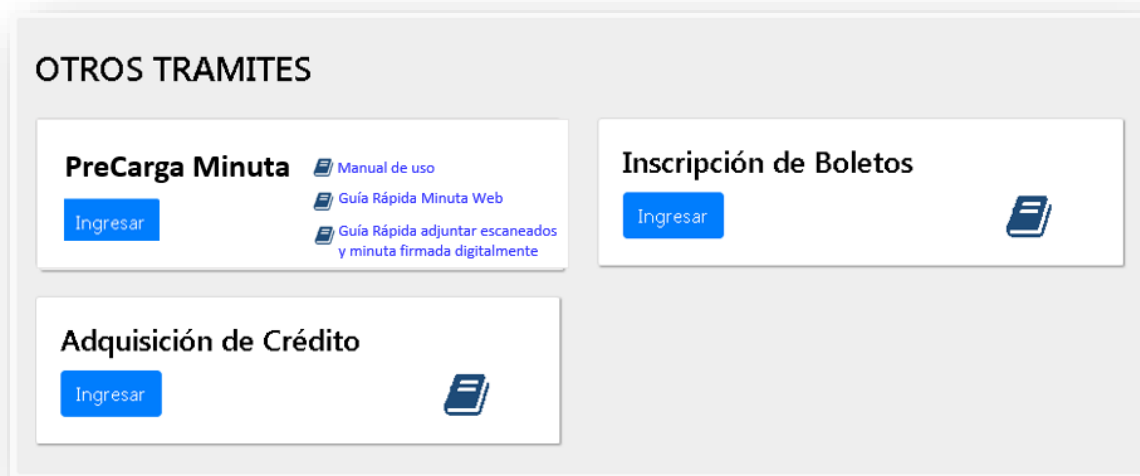 OTROS TRAMITES
PreCarga Minuta
Ingresar
Manual de uso
Guía Rápida Minuta Web
Guía Rápida adjuntar escaneados
y minuta firmada digitalmente
Inscripción de Boletos
Ingresar
Adquisición de Crédito
Ingresar